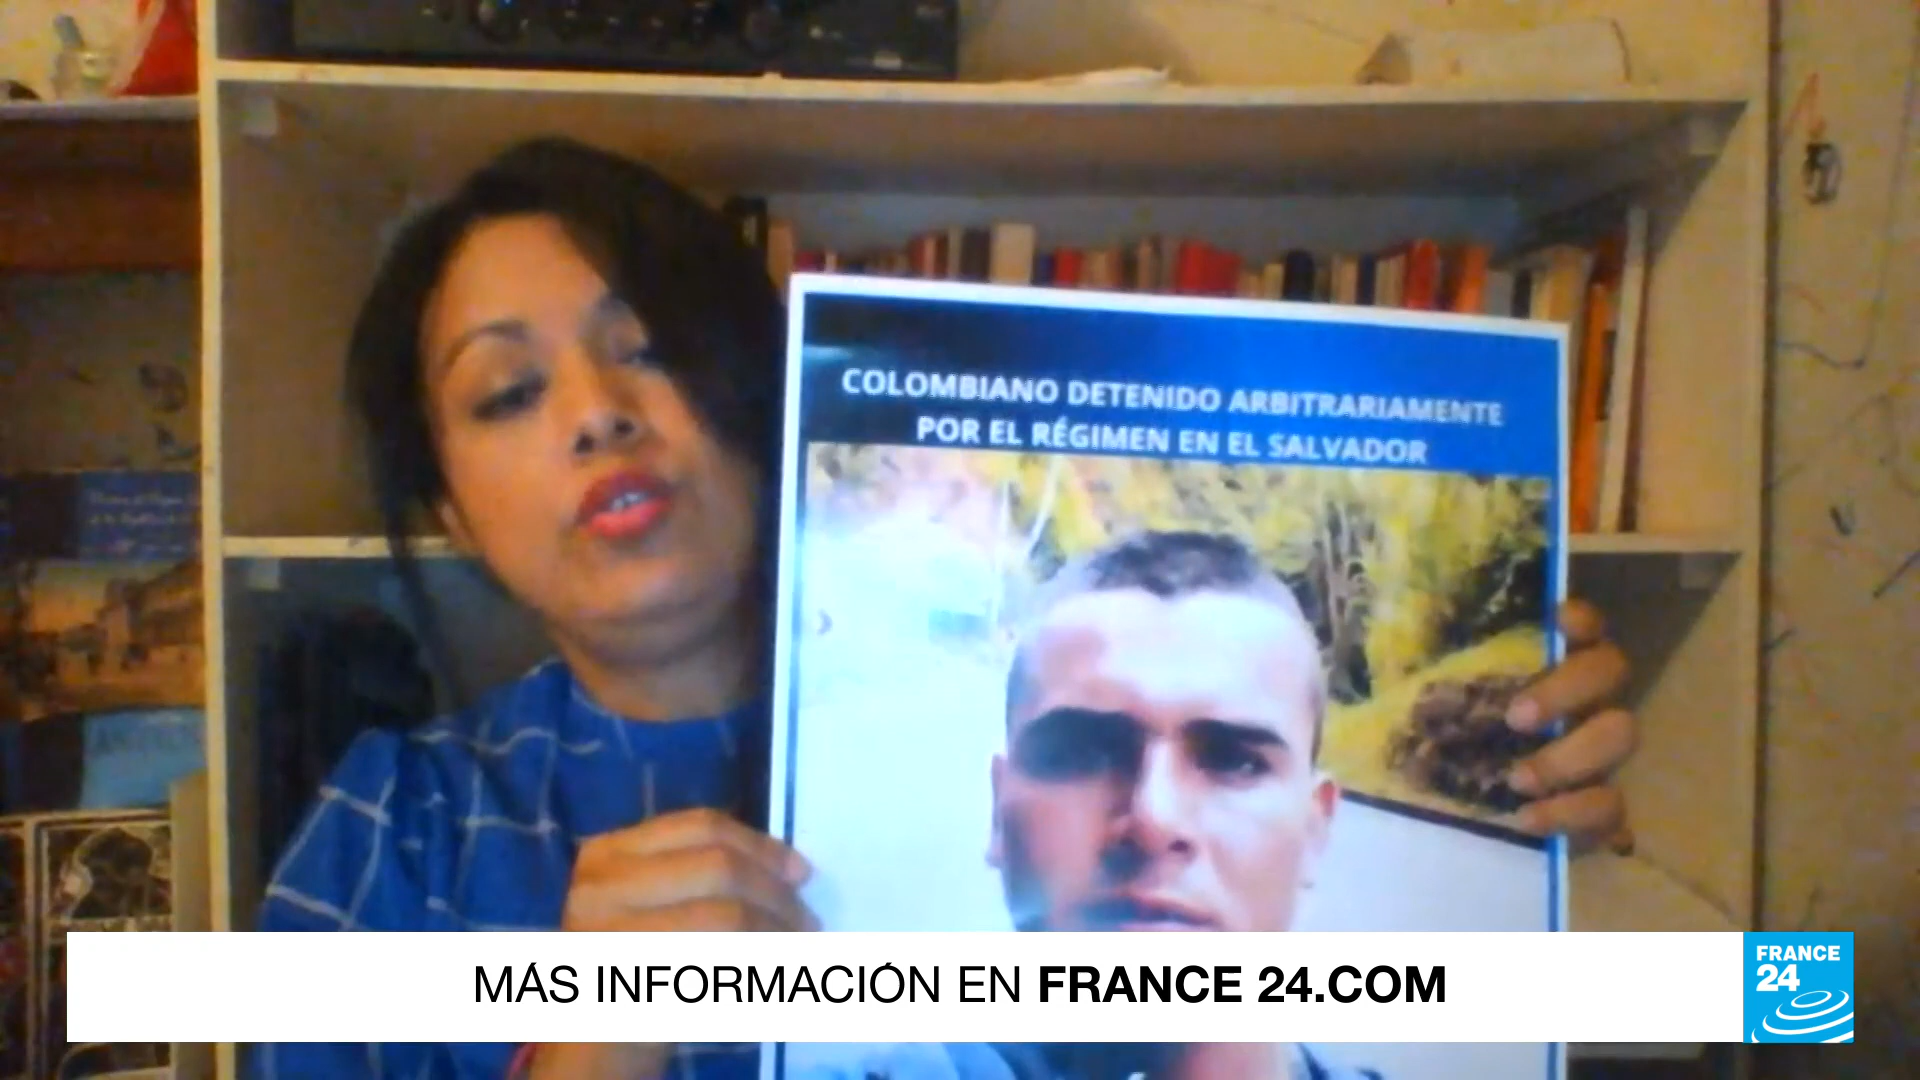 COLOMBIANO DETENIDO ARBITRARIAMENTE
POR EL RÉGIMEN EN EL SALVADOR
MÁS INFORMACIÓN EN FRANCE 24.COM
FRANCE
24